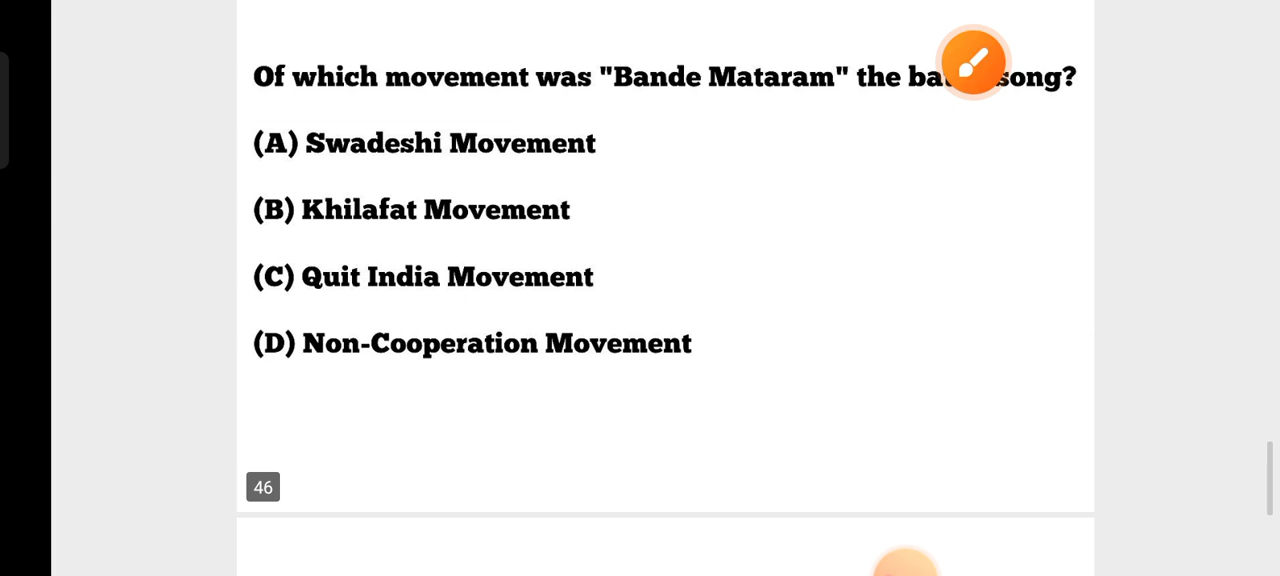 Of which movement was "Bande Mataram" the song?
(A) Swadeshi Movement
(B) Khilafat Movement
(C) Quit India Movement
(D) Non-Cooperation Movement
46